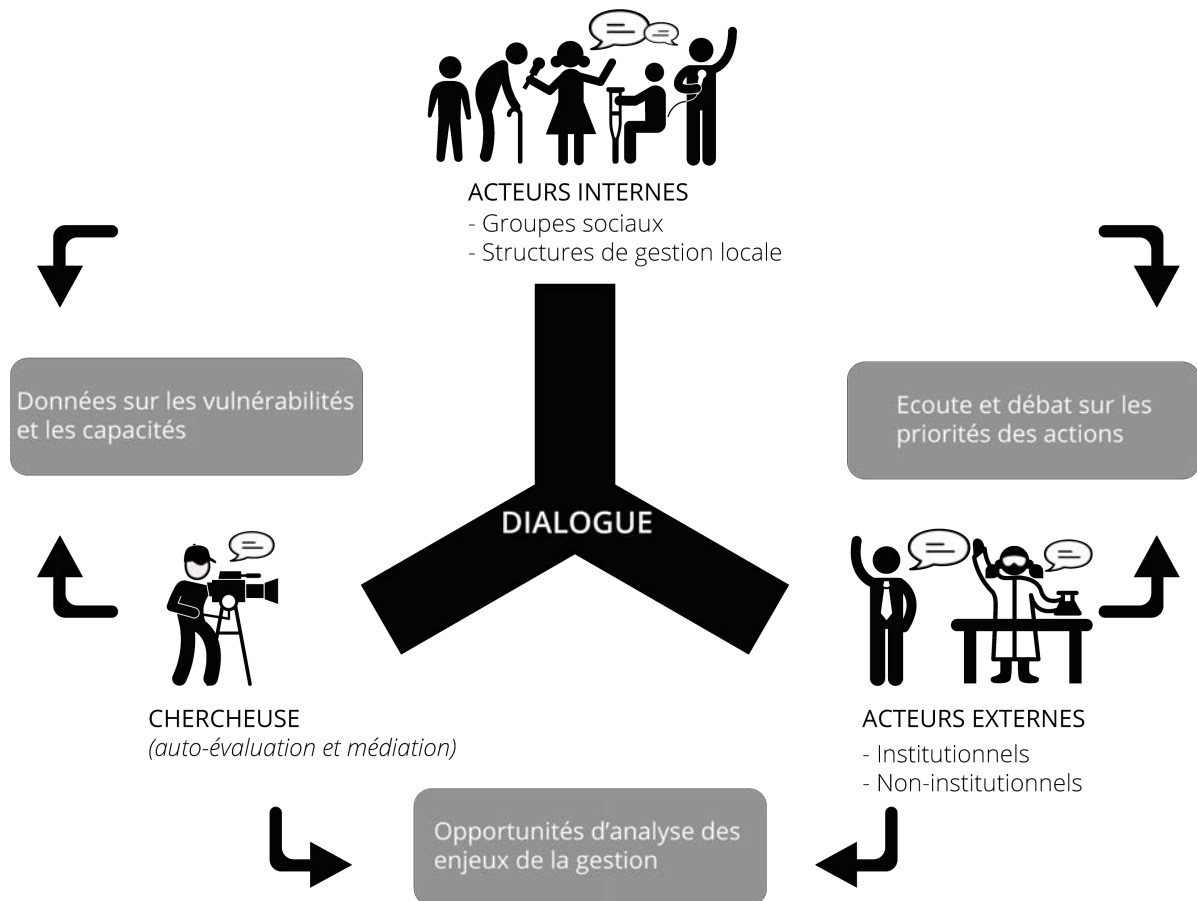 ACTEURS INTERNES
- Groupes sociaux
- Structures de gestion locale
Données sur les vulnérabilités
et les capacités
Ecoute et débat sur les
priorités des actions
DIALOGUE
CHERCHEUSE
(auto-évaluation et médiation)
ACTEURS EXTERNES
- Institutionnels
- Non-institutionnels
Opportunités d'analyse des
enjeux de la gestion